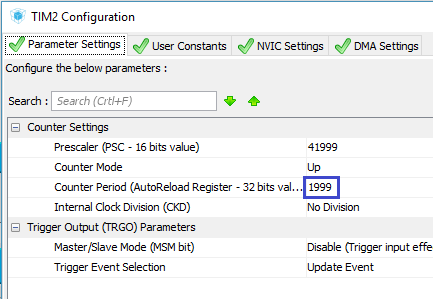 TIM2 Configuration
Parameter Settings User Constants NVIC Settings DMA Settings
Configure the below parameters :
Search : Search (Crtl+F)
Counter Settings
Prescaler (PSC - 16 bits value) 41999
Counter Mode Up
Counter Period (AutoReload Register - 32 bits val... 1999
Internal Clock Division (CKD) No Division
Trigger Output (TRGO) Parameters
Master/Slave Mode (MSM bit) Disable (Trigger input effe
Trigger Event Selection Update Event